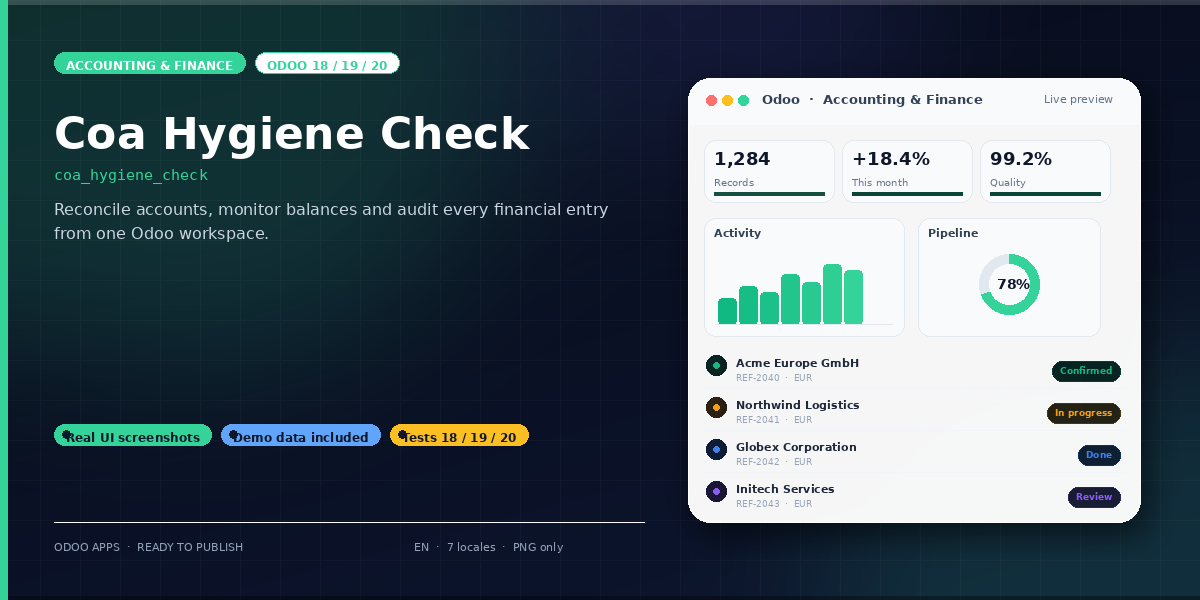 ACCOUNTING & FINANCE
ODOO 18 / 19 / 20
Coa Hygiene Check
coa_hygiene_check
Reconcile accounts, monitor balances and audit every financial entry
from one Odoo workspace.
Real UI screenshots
Demo data included
Tests 18 / 19 / 20
ODOO APPS · READY TO PUBLISH
EN · 7 locales · PNG only
Odoo · Accounting & Finance
Live preview
1,284
Records
+18.4%
This month
99.2%
Quality
Activity
Pipeline
78%
Acme Europe GmbH
REF-2040 · EUR
Confirmed
Northwind Logistics
REF-2041 · EUR
In progress
Globex Corporation
REF-2042 · EUR
Done
Initech Services
REF-2043 · EUR
Review